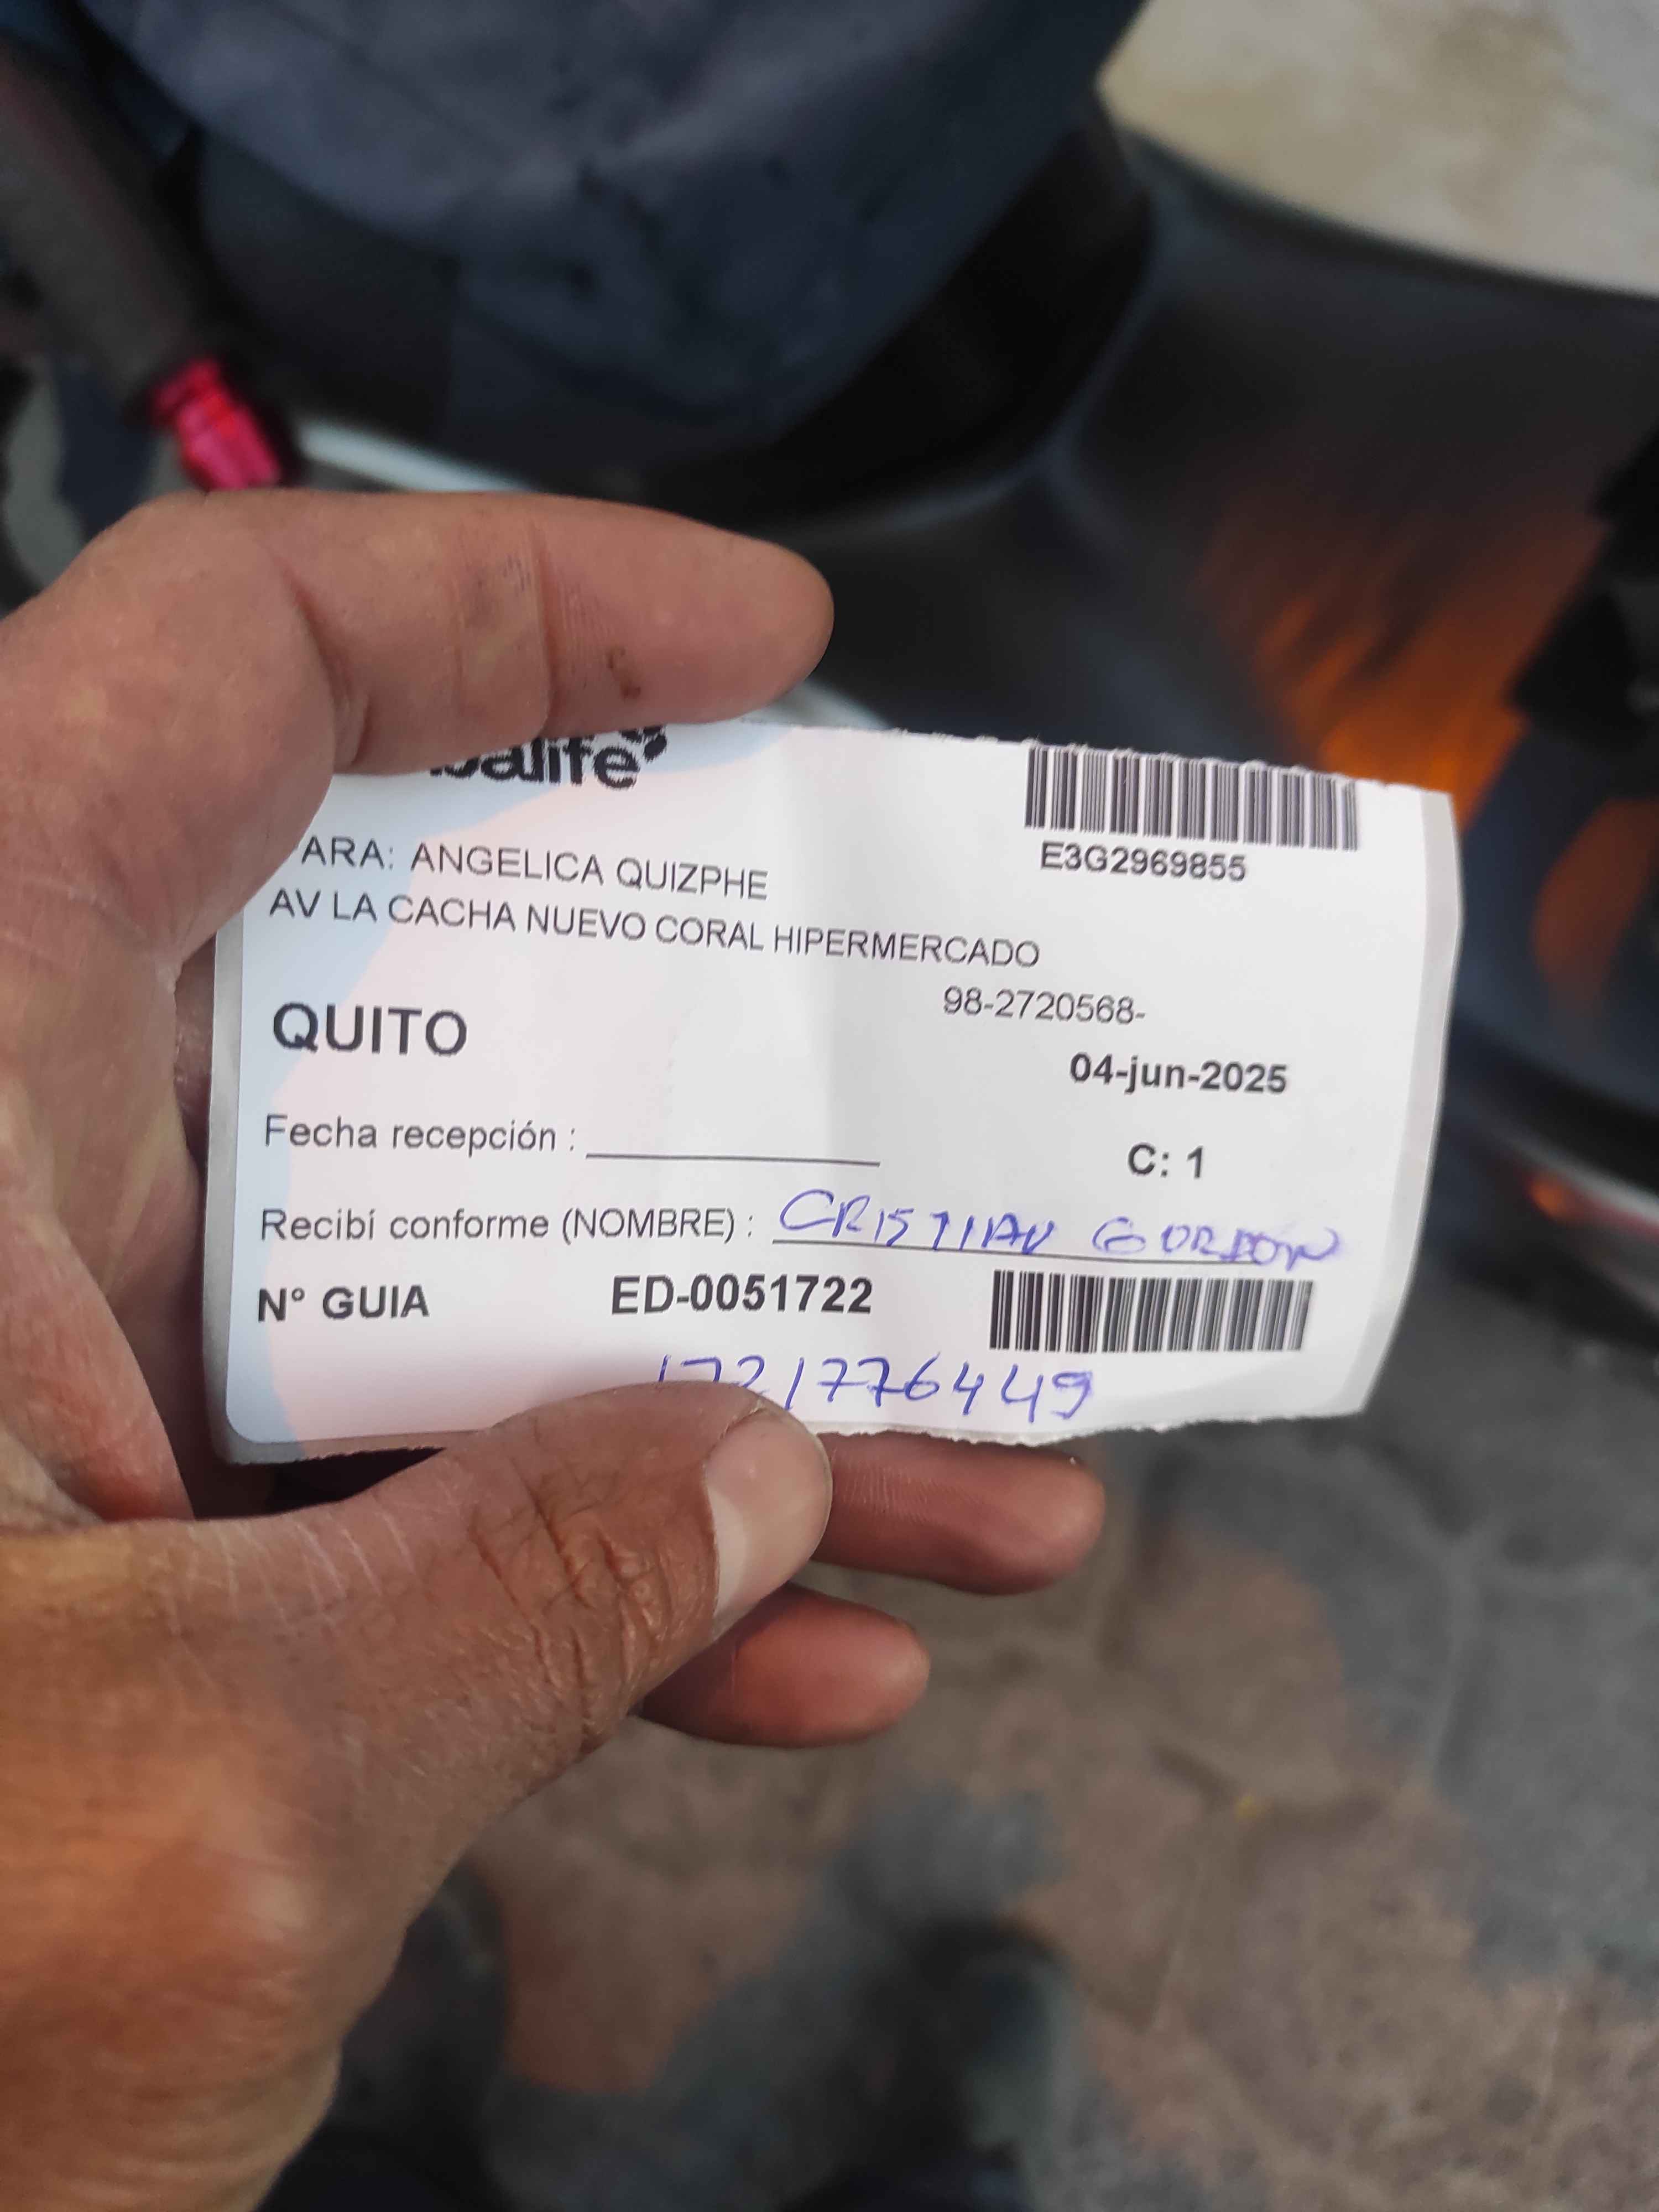 E3G2969855
ARA: ANGELICA QUIZPHE
AV LA CACHA NUEVO CORAL HIPERMERCADO
98-2720568-
QUITO
04-jun-2025
Fecha recepción : 
C: 1
Recibí conforme (NOMBRE) : CRISTIAN GORDON
N° GUIA ED-0051722
1721776449